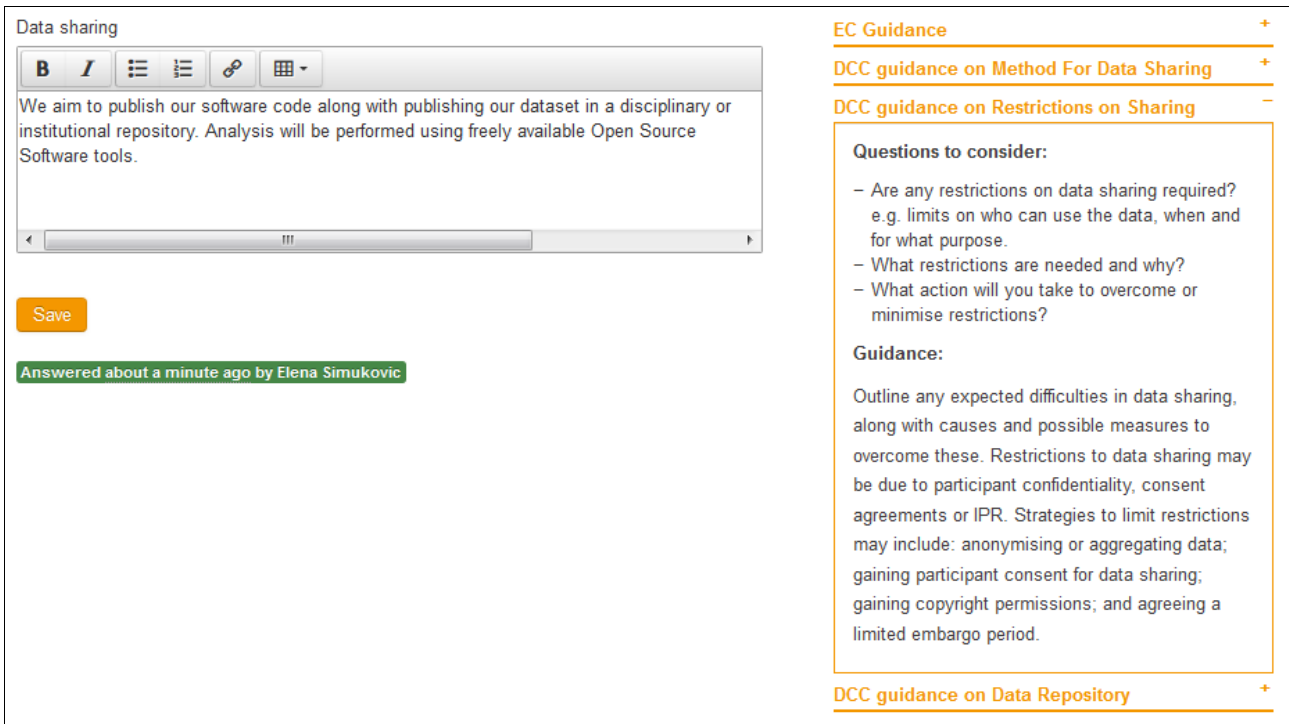 Data sharing
B I
We aim to publish our software code along with publishing our dataset in a disciplinary or
institutional repository. Analysis will be performed using freely available Open Source
Software tools.
Save
Answered about a minute ago by Elena Simukovic
EC Guidance +
DCC guidance on Method For Data Sharing +
DCC guidance on Restrictions on Sharing −
Questions to consider:
− Are any restrictions on data sharing required?
e.g. limits on who can use the data, when and
for what purpose.
− What restrictions are needed and why?
− What action will you take to overcome or
minimise restrictions?
Guidance:
Outline any expected difficulties in data sharing,
along with causes and possible measures to
overcome these. Restrictions to data sharing may
be due to participant confidentiality, consent
agreements or IPR. Strategies to limit restrictions
may include: anonymising or aggregating data;
gaining participant consent for data sharing;
gaining copyright permissions; and agreeing a
limited embargo period.
DCC guidance on Data Repository +